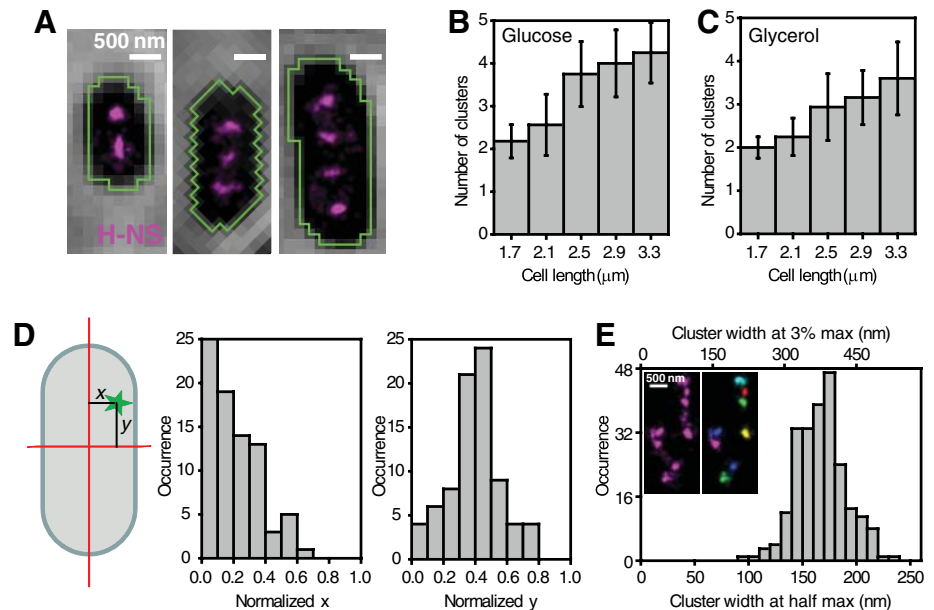 A
500 nm
H-NS
B
Glucose
Number of clusters
5
4
3
2
1
0
1.7 2.1 2.5 2.9 3.3
Cell length (µm)
C
Glycerol
Number of clusters
5
4
3
2
1
0
1.7 2.1 2.5 2.9 3.3
Cell length (µm)
D
x
y
Occurrence
25
20
15
10
5
0
0.0 0.2 0.4 0.6 0.8 1.0
Normalized x
Occurrence
25
20
15
10
5
0
0.0 0.2 0.4 0.6 0.8 1.0
Normalized y
E
Cluster width at 3% max (nm)
0 150 300 450
500 nm
Occurrence
48
32
16
0
0 50 100 150 200 250
Cluster width at half max (nm)